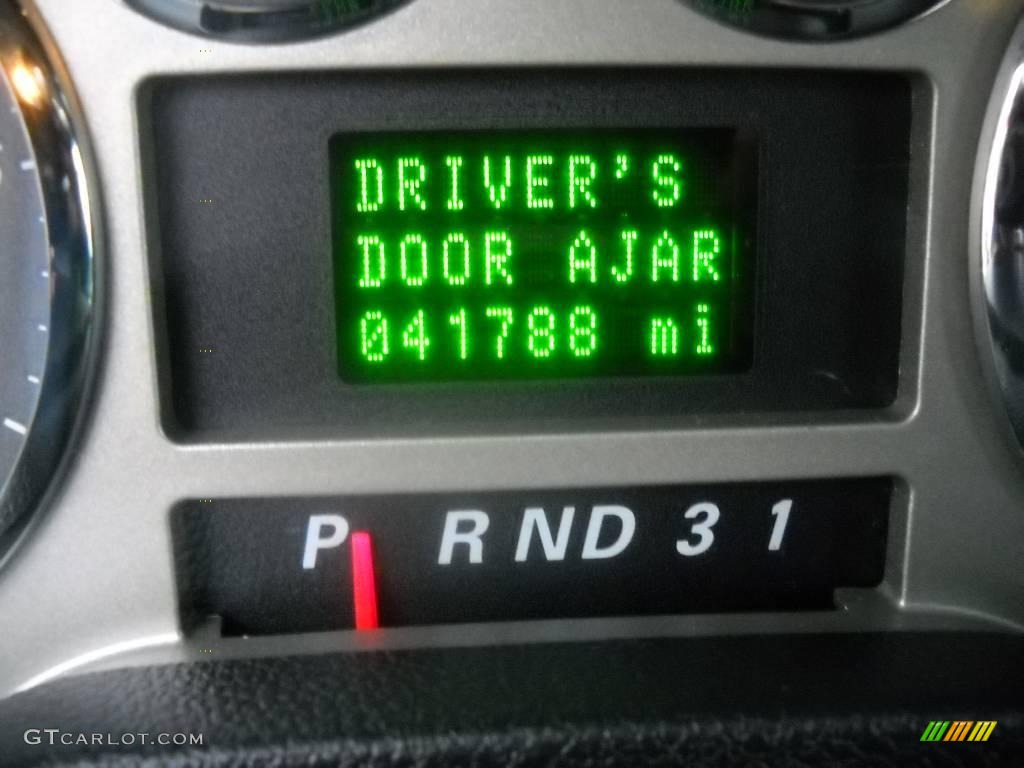 DRIVER'S
DOOR AJAR
041788 mi
P RND 3 1
GTCARLOT.COM